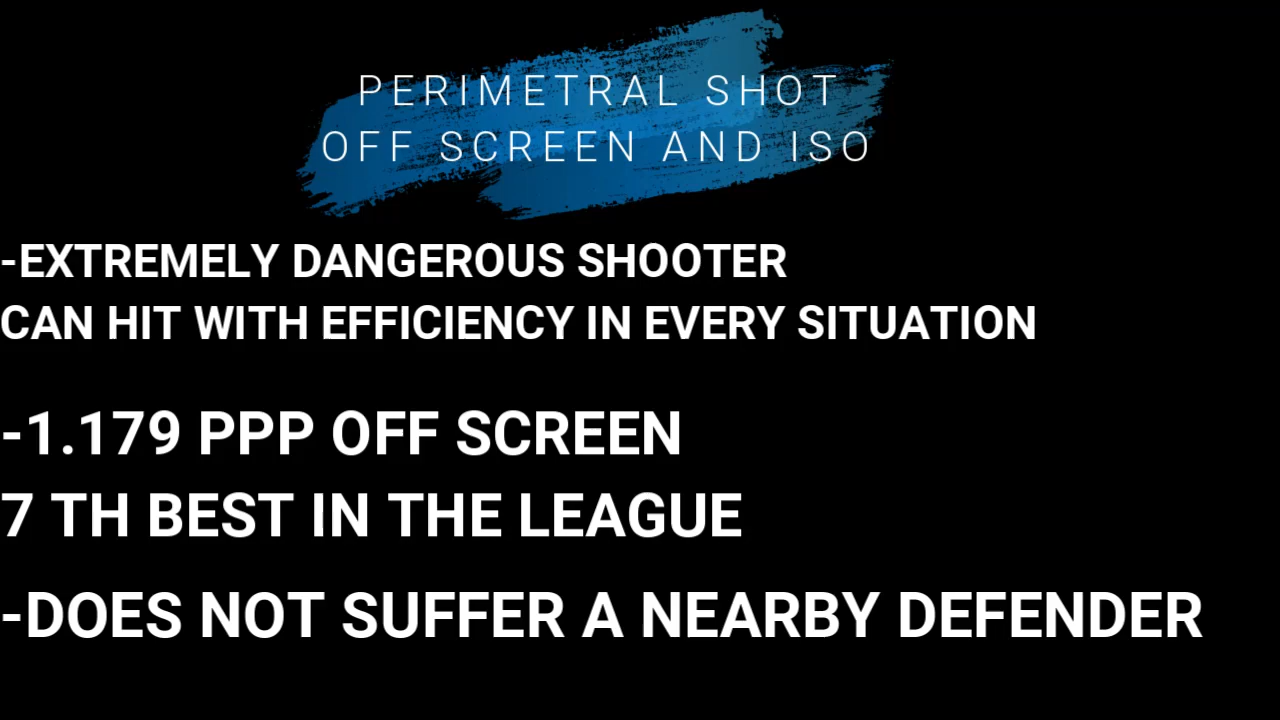 PERIMETRAL SHOT
OFF SCREEN AND ISO
-EXTREMELY DANGEROUS SHOOTER
CAN HIT WITH EFFICIENCY IN EVERY SITUATION
-1.179 PPP OFF SCREEN
7 TH BEST IN THE LEAGUE
-DOES NOT SUFFER A NEARBY DEFENDER